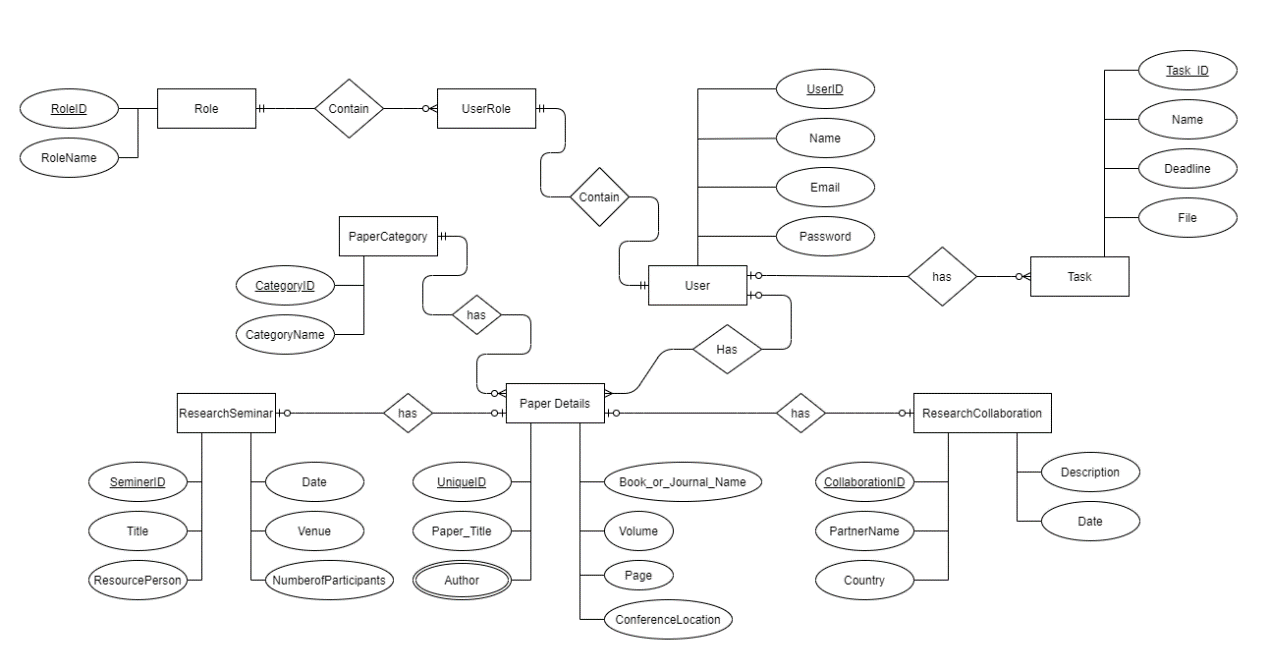 RoleID
Role
Contain
UserRole
RoleName
UserID
Name
Email
Password
Task_ID
Name
Deadline
File
Contain
PaperCategory
CategoryID
CategoryName
has
User
has
Task
Has
ResearchSeminar
has
Paper Details
has
ResearchCollaboration
SeminerID
Title
ResourcePerson
Date
Venue
NumberofParticipants
UniqueID
Paper_Title
Author
Book_or_Journal_Name
Volume
Page
ConferenceLocation
CollaborationID
PartnerName
Country
Description
Date